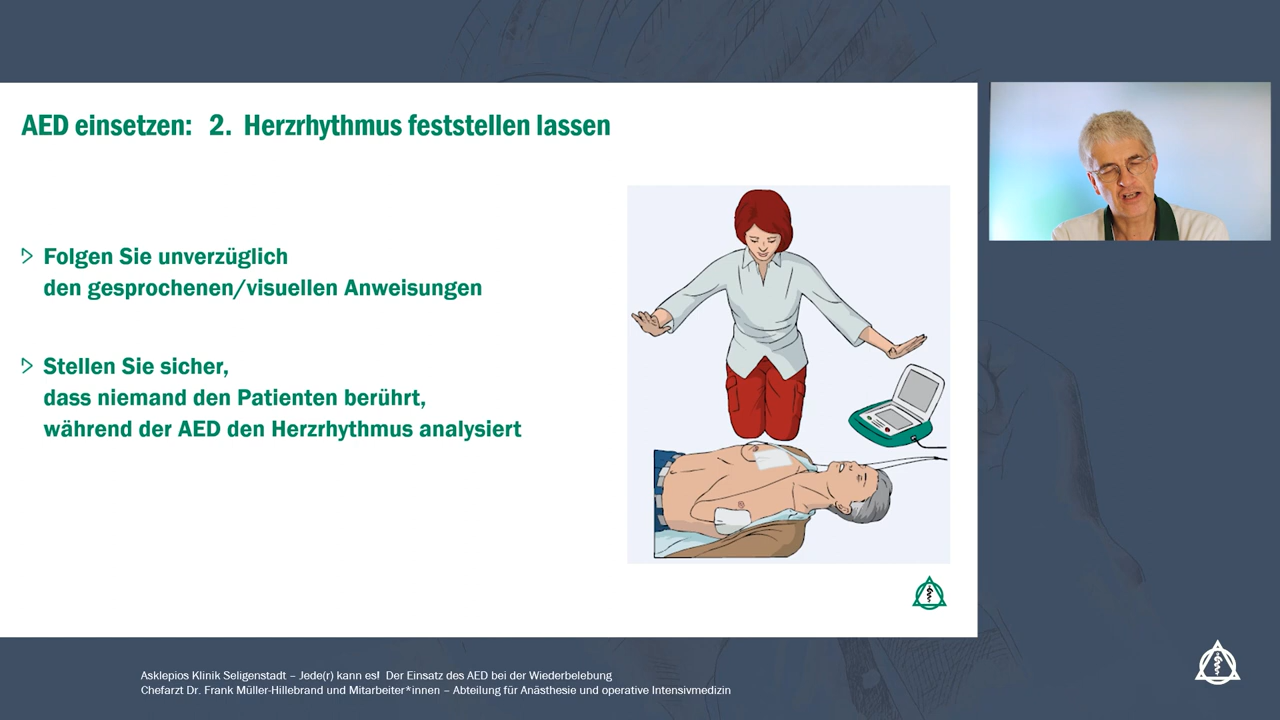 AED einsetzen: 2. Herzrhythmus feststellen lassen
Folgen Sie unverzüglich
den gesprochenen/visuellen Anweisungen
Stellen Sie sicher,
dass niemand den Patienten berührt,
während der AED den Herzrhythmus analysiert
Asklepios Klinik Seligenstadt – Jede(r) kann es! Der Einsatz des AED bei der Wiederbelebung
Chefarzt Dr. Frank Müller-Hillebrand und Mitarbeiter*innen – Abteilung für Anästhesie und operative Intensivmedizin